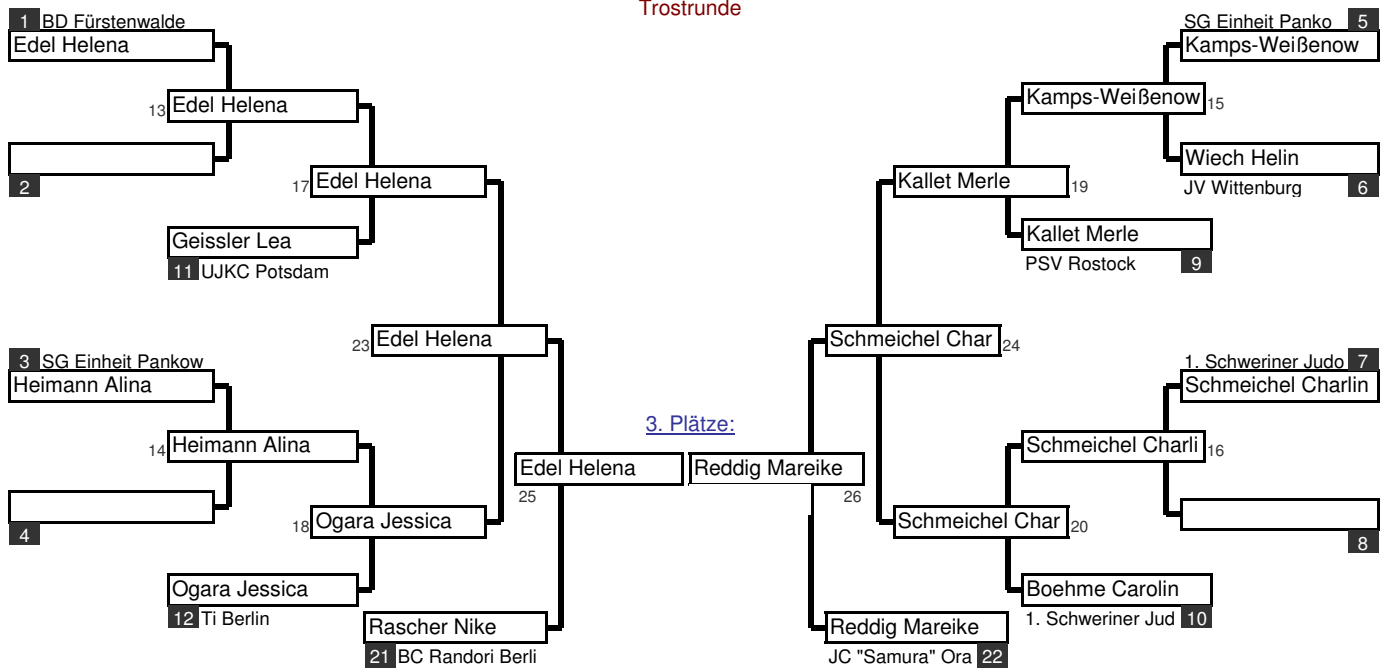 Trostrunde
1 BD Fürstenwalde
SG Einheit Panko 5
Edel Helena
Kamps-Weißenow
13 Edel Helena
Kamps-Weißenow 15
Wiech Helin
2
17 Edel Helena
Kallet Merle 19
JV Wittenburg 6
Geissler Lea
Kallet Merle
11 UJKC Potsdam
PSV Rostock 9
23 Edel Helena
Schmeichel Char 24
3 SG Einheit Pankow
1. Schweriner Judo 7
Heimann Alina
Schmeichel Charlin
3. Plätze:
14 Heimann Alina
Schmeichel Charli 16
Edel Helena
Reddig Mareike
25
26
4
18 Ogara Jessica
Schmeichel Char 20
8
Ogara Jessica
Boehme Carolin
12 Ti Berlin
1. Schweriner Jud 10
Rascher Nike
Reddig Mareike
21 BC Randori Berli
JC "Samura" Ora 22